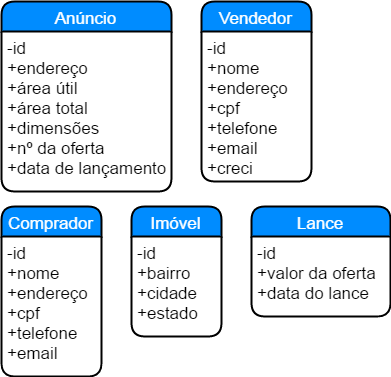 Anúncio
-id
+endereço
+área útil
+área total
+dimensões
+nº da oferta
+data de lançamento
Vendedor
-id
+nome
+endereço
+cpf
+telefone
+email
+creci
Comprador
-id
+nome
+endereço
+cpf
+telefone
+email
Imóvel
-id
+bairro
+cidade
+estado
Lance
-id
+valor da oferta
+data do lance